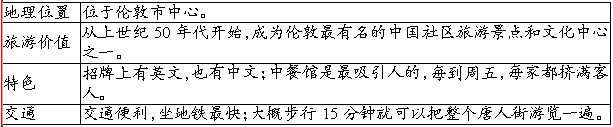 地理位置 位于伦敦市中心。
旅游价值 从上世纪50年代开始,成为伦敦最有名的中国社区旅游景点和文化中心
之一。
特色 招牌上有英文,也有中文;中餐馆是最吸引人的,每到周五,每家都挤满客
人。
交通 交通便利,坐地铁最快;大概步行15分钟就可以把整个唐人街游览一遍。